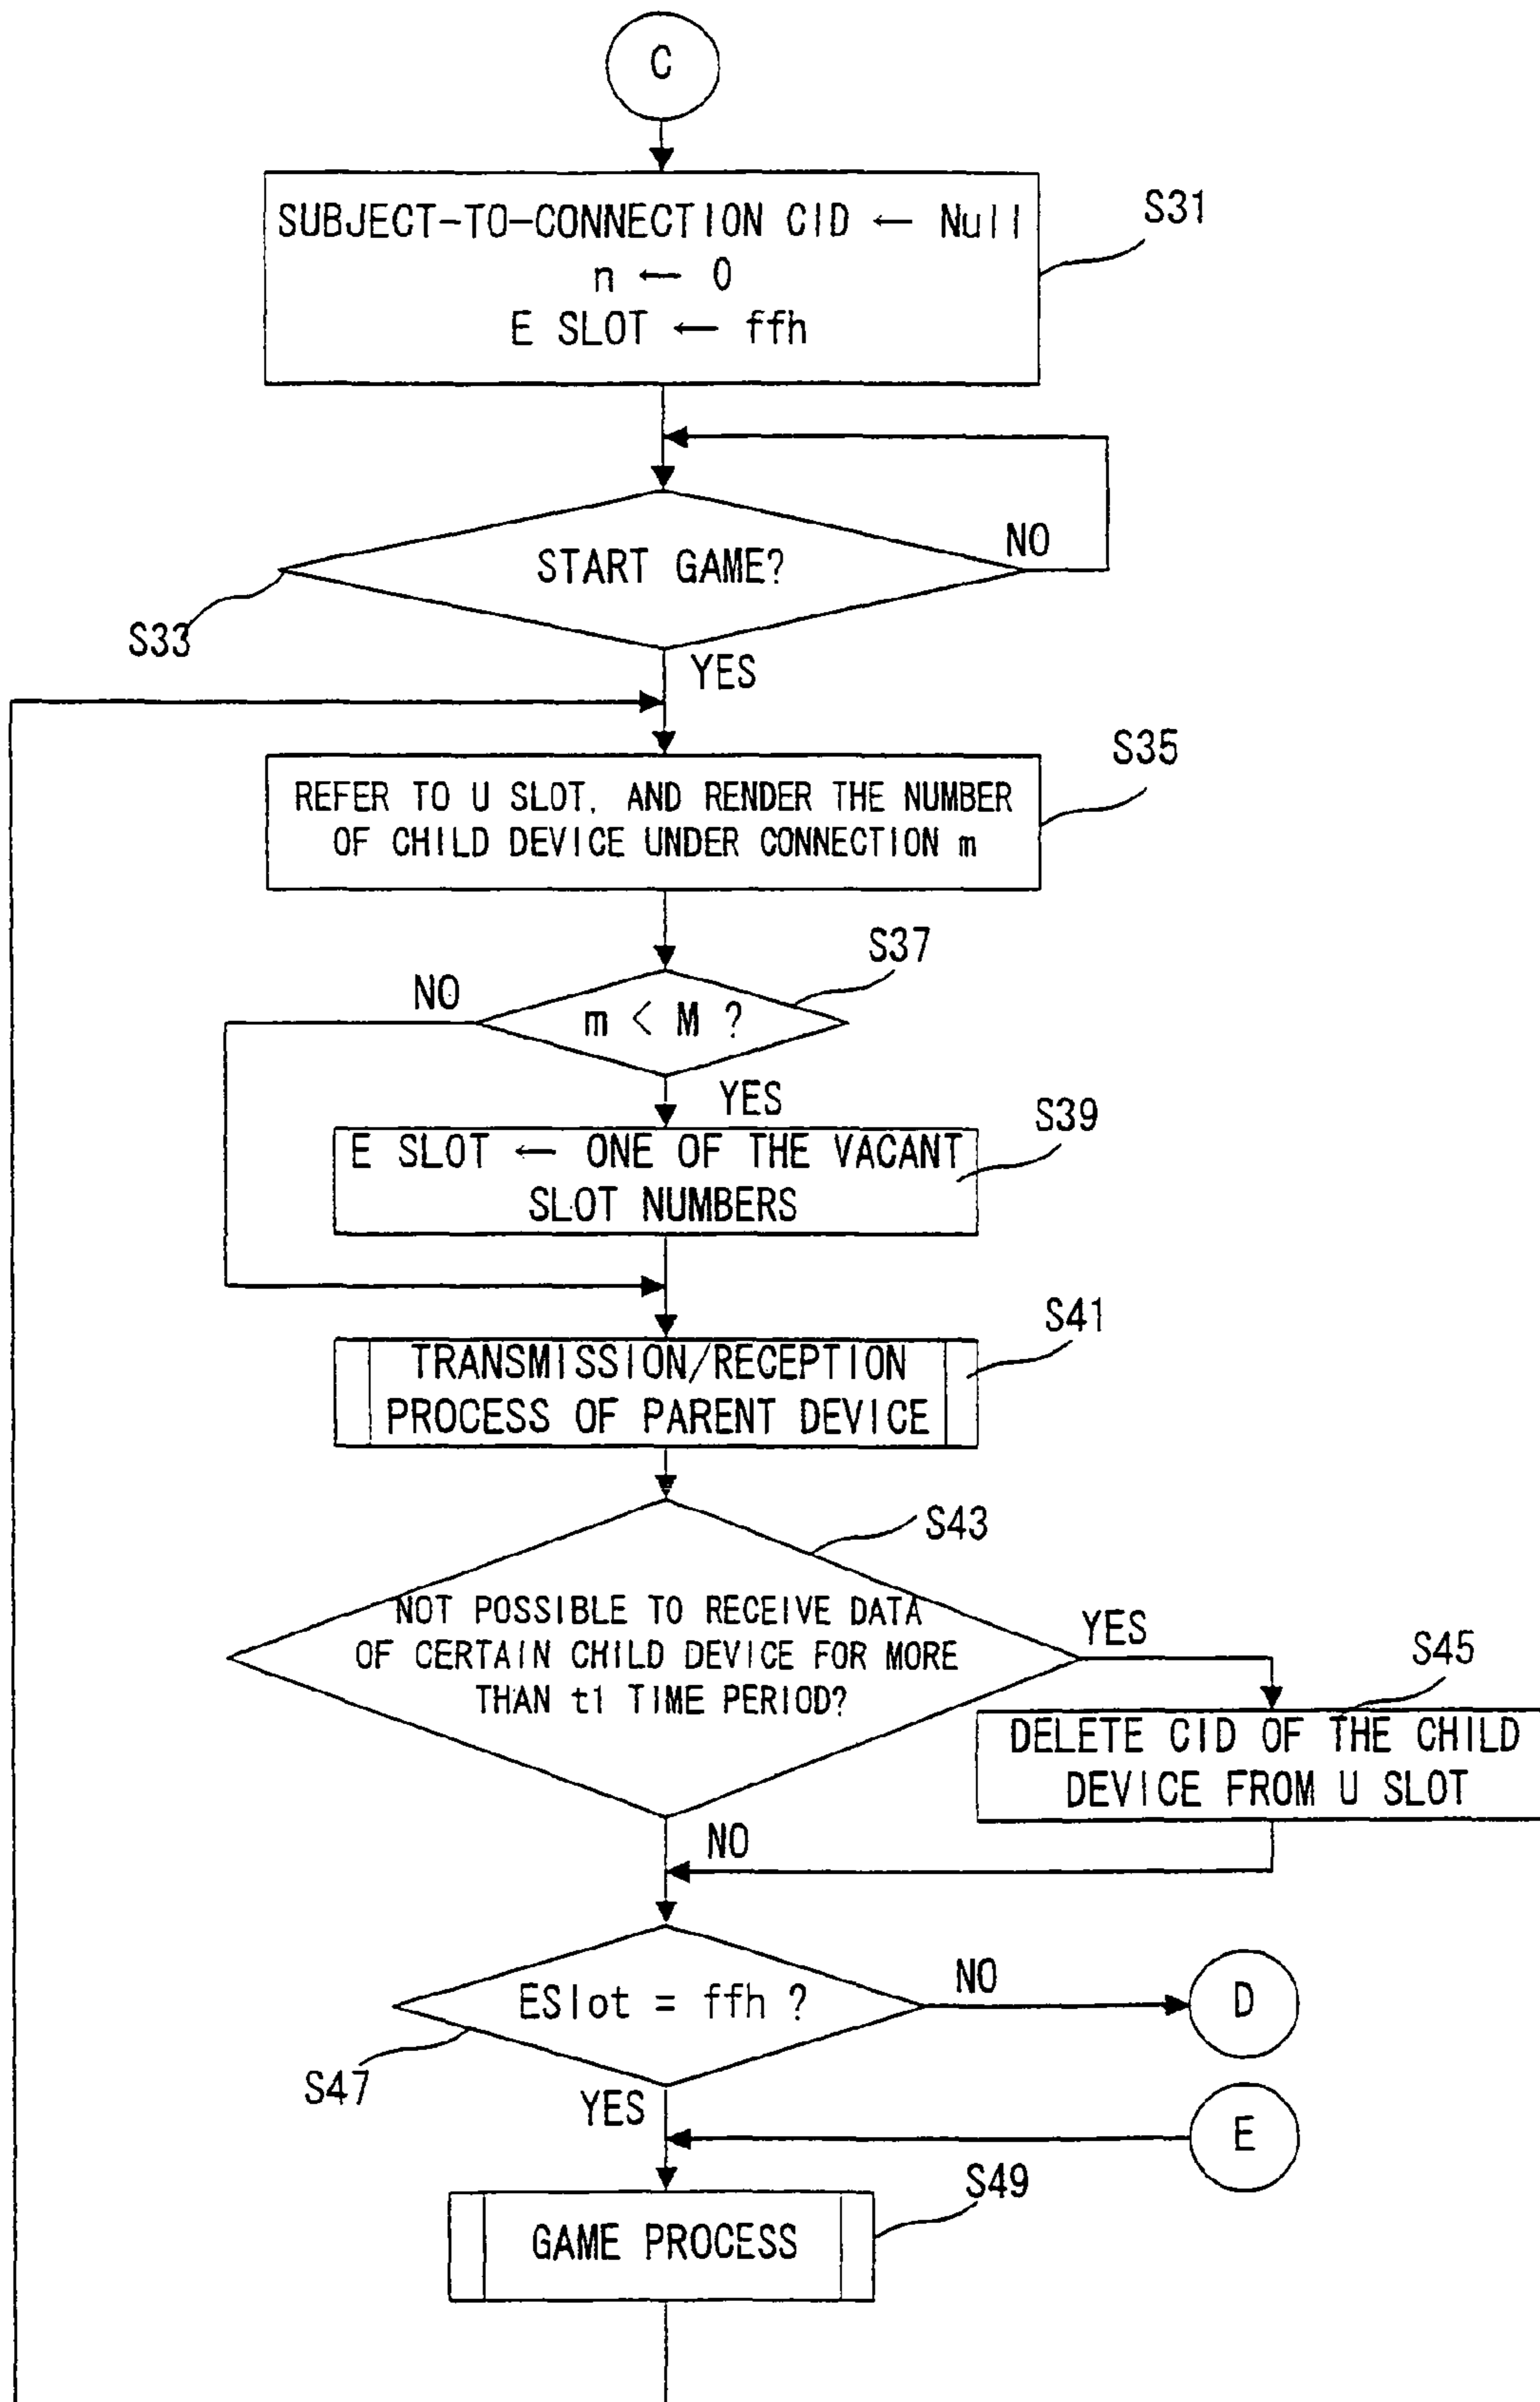 C
SUBJECT-TO-CONNECTION CID ← Null
n ← 0
E SLOT ← ffh
S31
START GAME?
NO
S33
YES
S35
REFER TO U SLOT, AND RENDER THE NUMBER
OF CHILD DEVICE UNDER CONNECTION m
S37
NO
m < M ?
YES
S39
E SLOT ← ONE OF THE VACANT
SLOT NUMBERS
S41
TRANSMISSION/RECEPTION
PROCESS OF PARENT DEVICE
S43
NOT POSSIBLE TO RECEIVE DATA
OF CERTAIN CHILD DEVICE FOR MORE
THAN t1 TIME PERIOD?
YES
S45
DELETE CID OF THE CHILD
DEVICE FROM U SLOT
NO
ESlot = ffh ?
NO
D
S47
YES
E
S49
GAME PROCESS